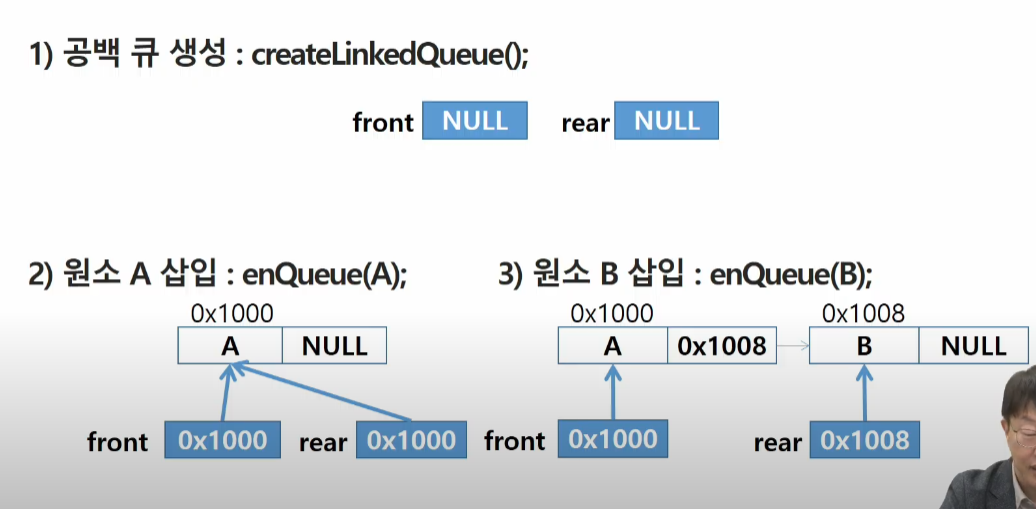 1) 공백 큐 생성 : createLinkedQueue();
front NULL rear NULL
2) 원소 A 삽입 : enQueue(A);
0x1000
A NULL
front 0x1000 rear 0x1000
3) 원소 B 삽입 : enQueue(B);
0x1000 0x1008
A 0x1008 B NULL
front 0x1000 rear 0x1008